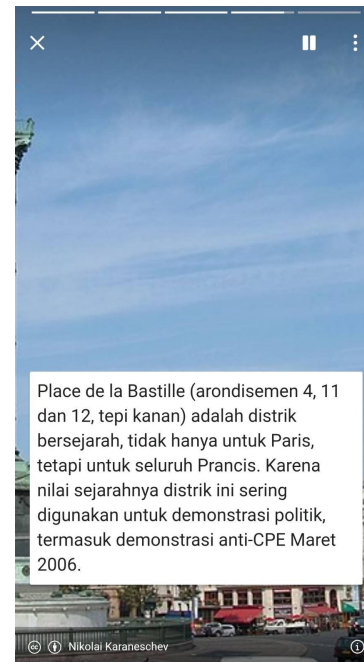 Place de la Bastille (arondisemen 4, 11
dan 12, tepi kanan) adalah distrik
bersejarah, tidak hanya untuk Paris,
tetapi untuk seluruh Prancis. Karena
nilai sejarahnya distrik ini sering
digunakan untuk demonstrasi politik,
termasuk demonstrasi anti-CPE Maret
2006.
Nikolai Karaneschev